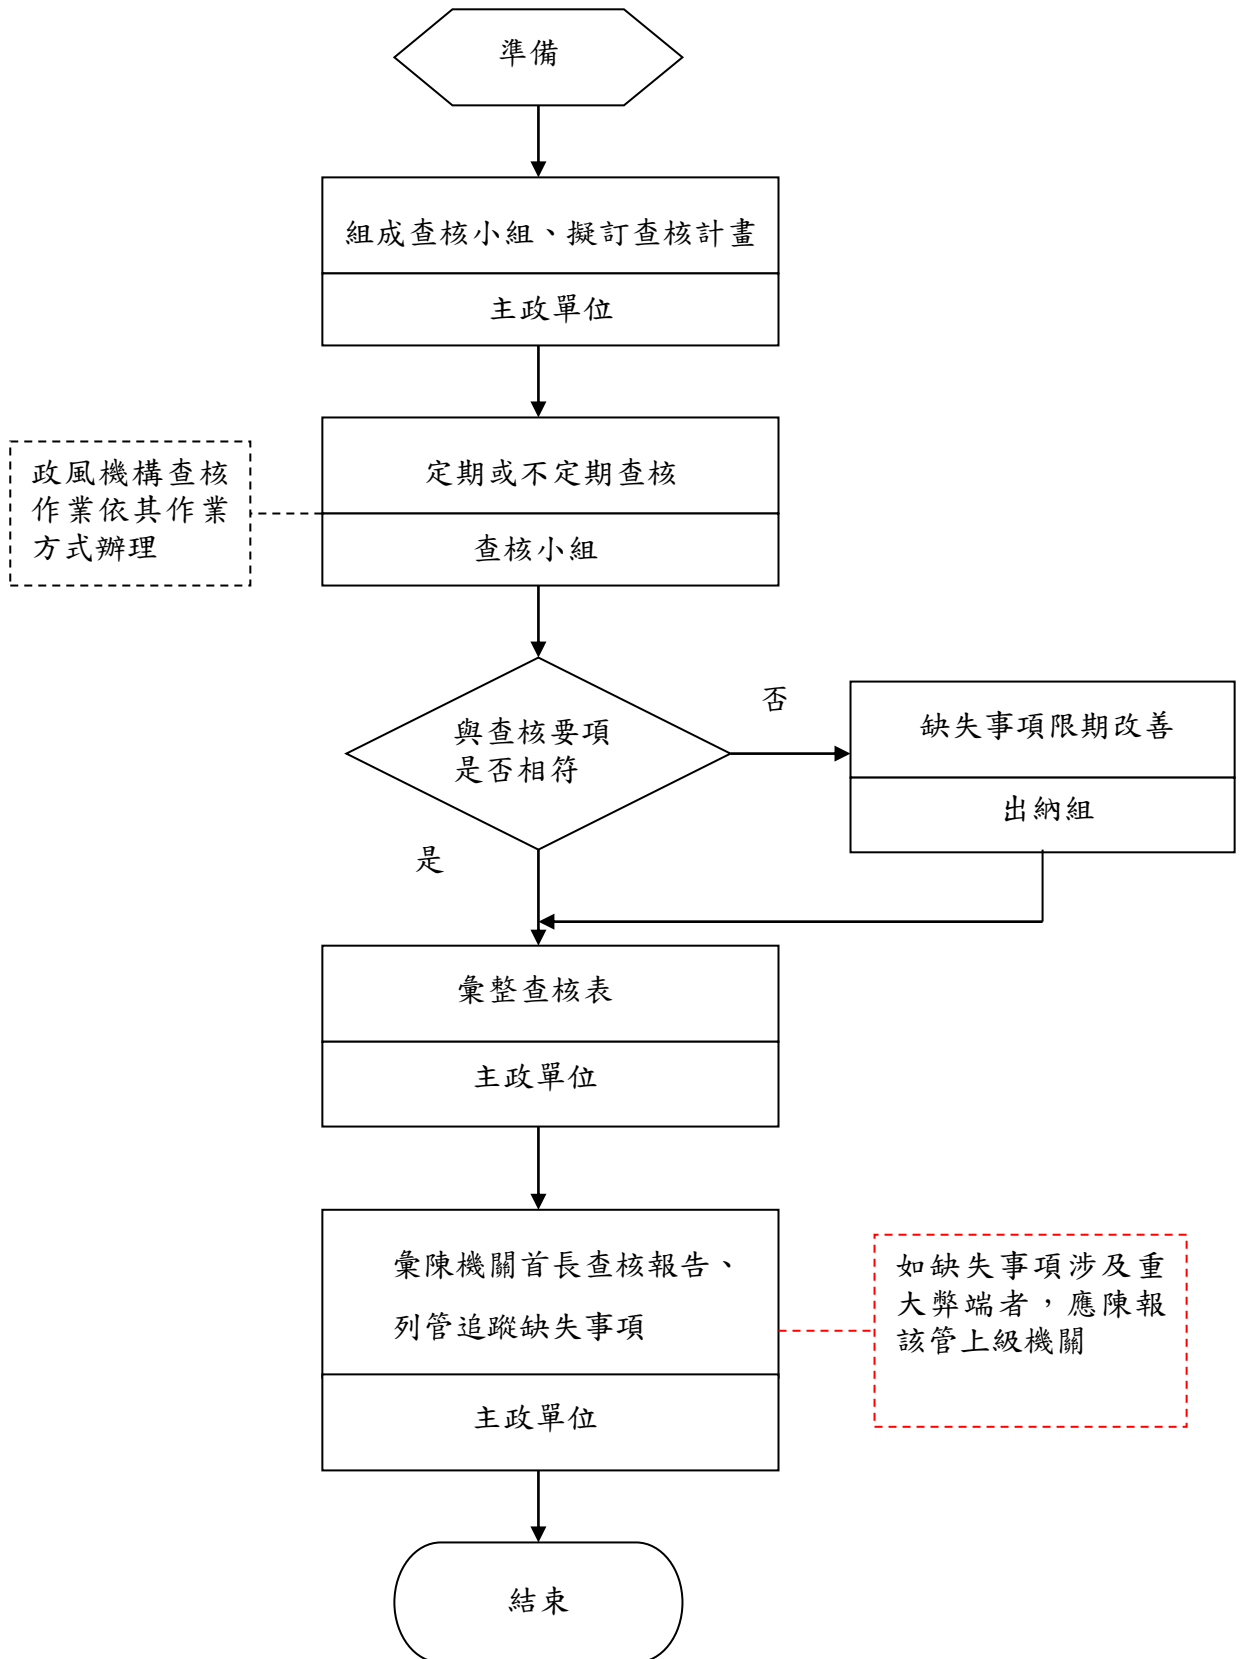 準備
組成查核小組、擬訂查核計畫
主政單位
定期或不定期查核
查核小組
政風機構查核
作業依其作業
方式辦理
與查核要項
是否相符
否
缺失事項限期改善
出納組
是
彙整查核表
主政單位
彙陳機關首長查核報告、
列管追蹤缺失事項
主政單位
如缺失事項涉及重
大弊端者，應陳報
該管上級機關
結束